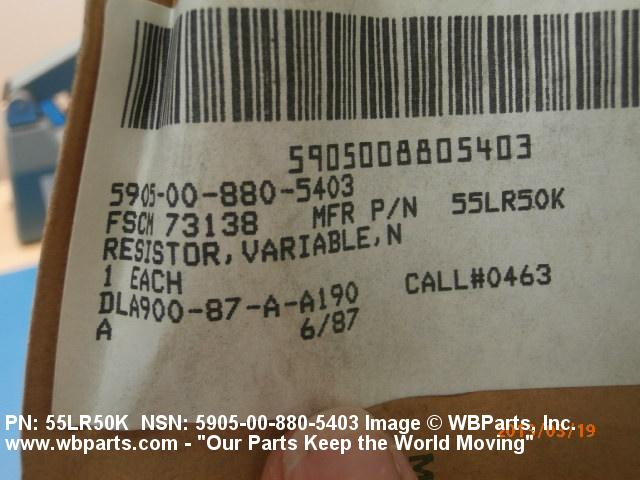 5905008805403
5905-00-880-5403
FSCM 73138 MFR P/N 55LR50K
RESISTOR,VARIABLE,N
1 EACH
DLA900-87-A-A190 CALL#0463
A 6/87
PN: 55LR50K NSN: 5905-00-880-5403 Image © WBParts, Inc.
www.wbparts.com - "Our Parts Keep the World Moving"